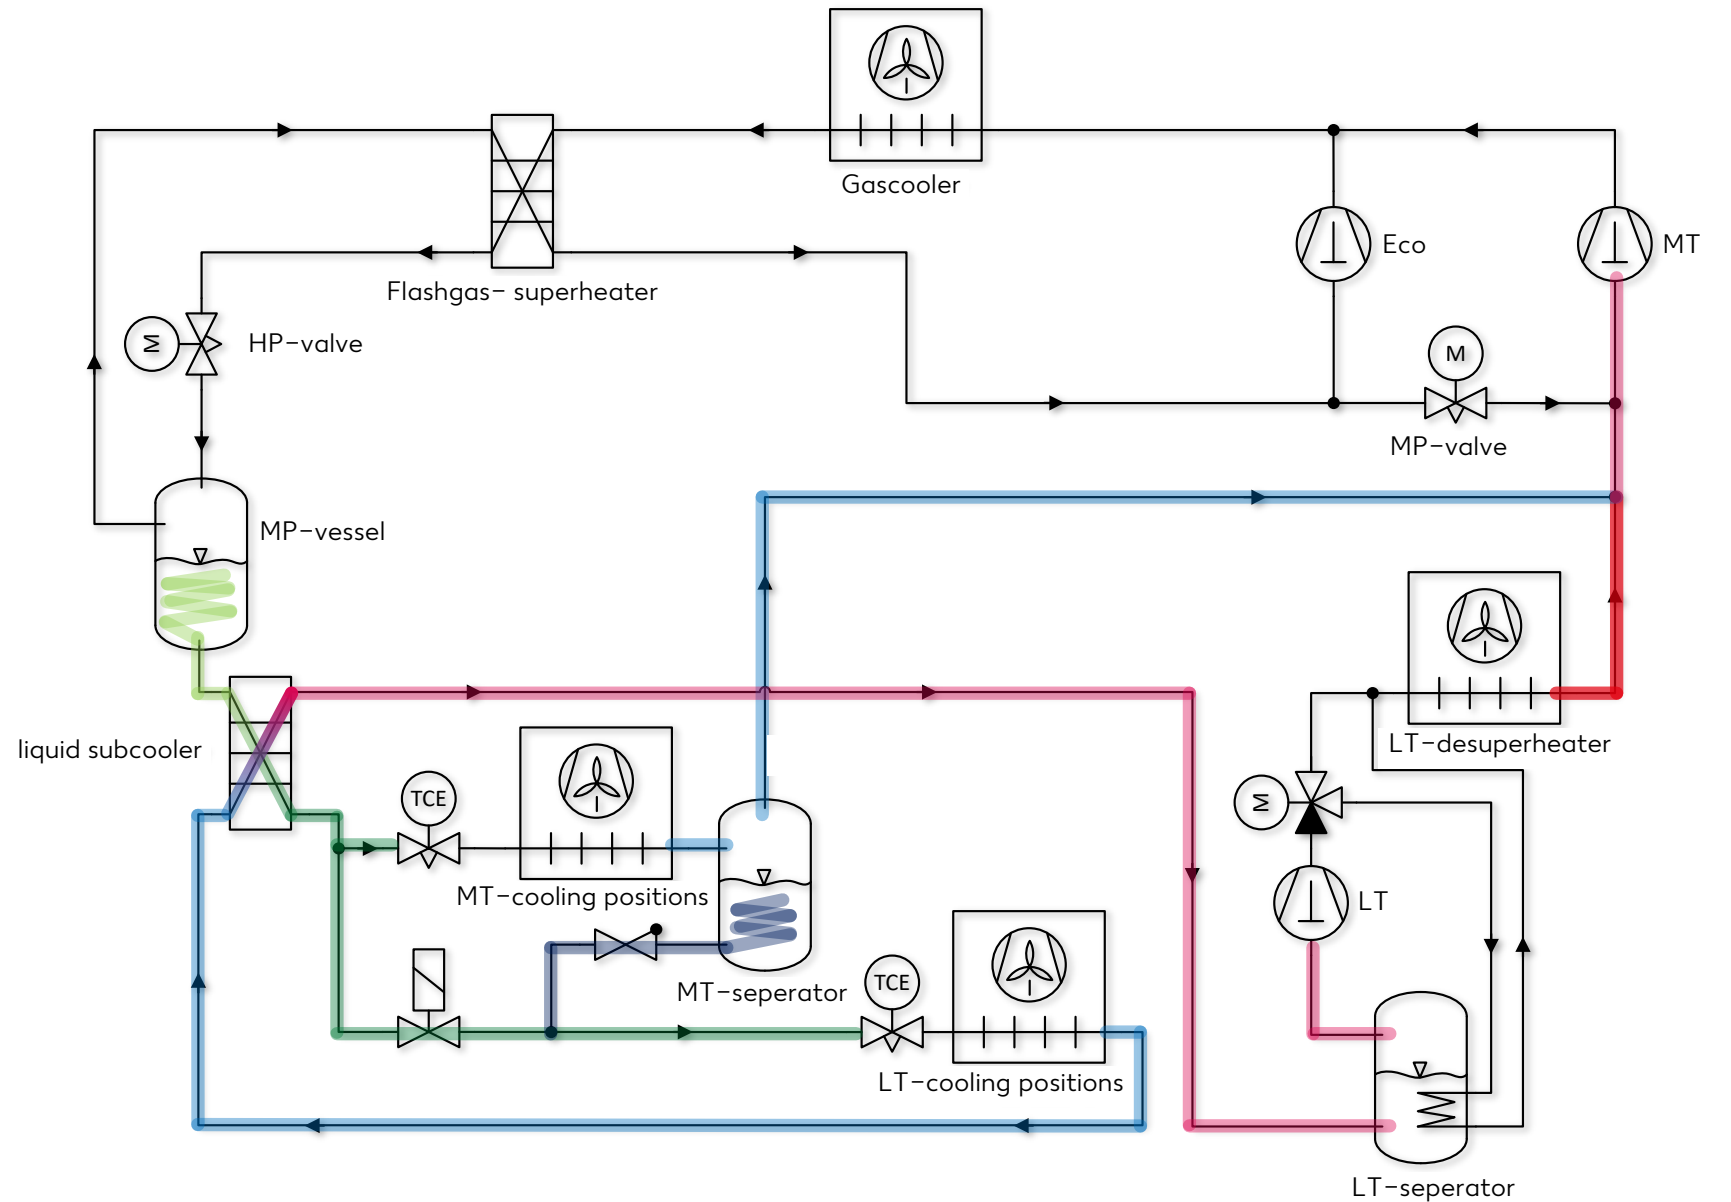 Gascooler
Eco
MT
Flashgas- superheater
M
HP-valve
M
MP-valve
MP-vessel
liquid subcooler
LT-desuperheater
TCE
M
MT-cooling positions
LT
MT-seperator
TCE
LT-cooling positions
LT-seperator